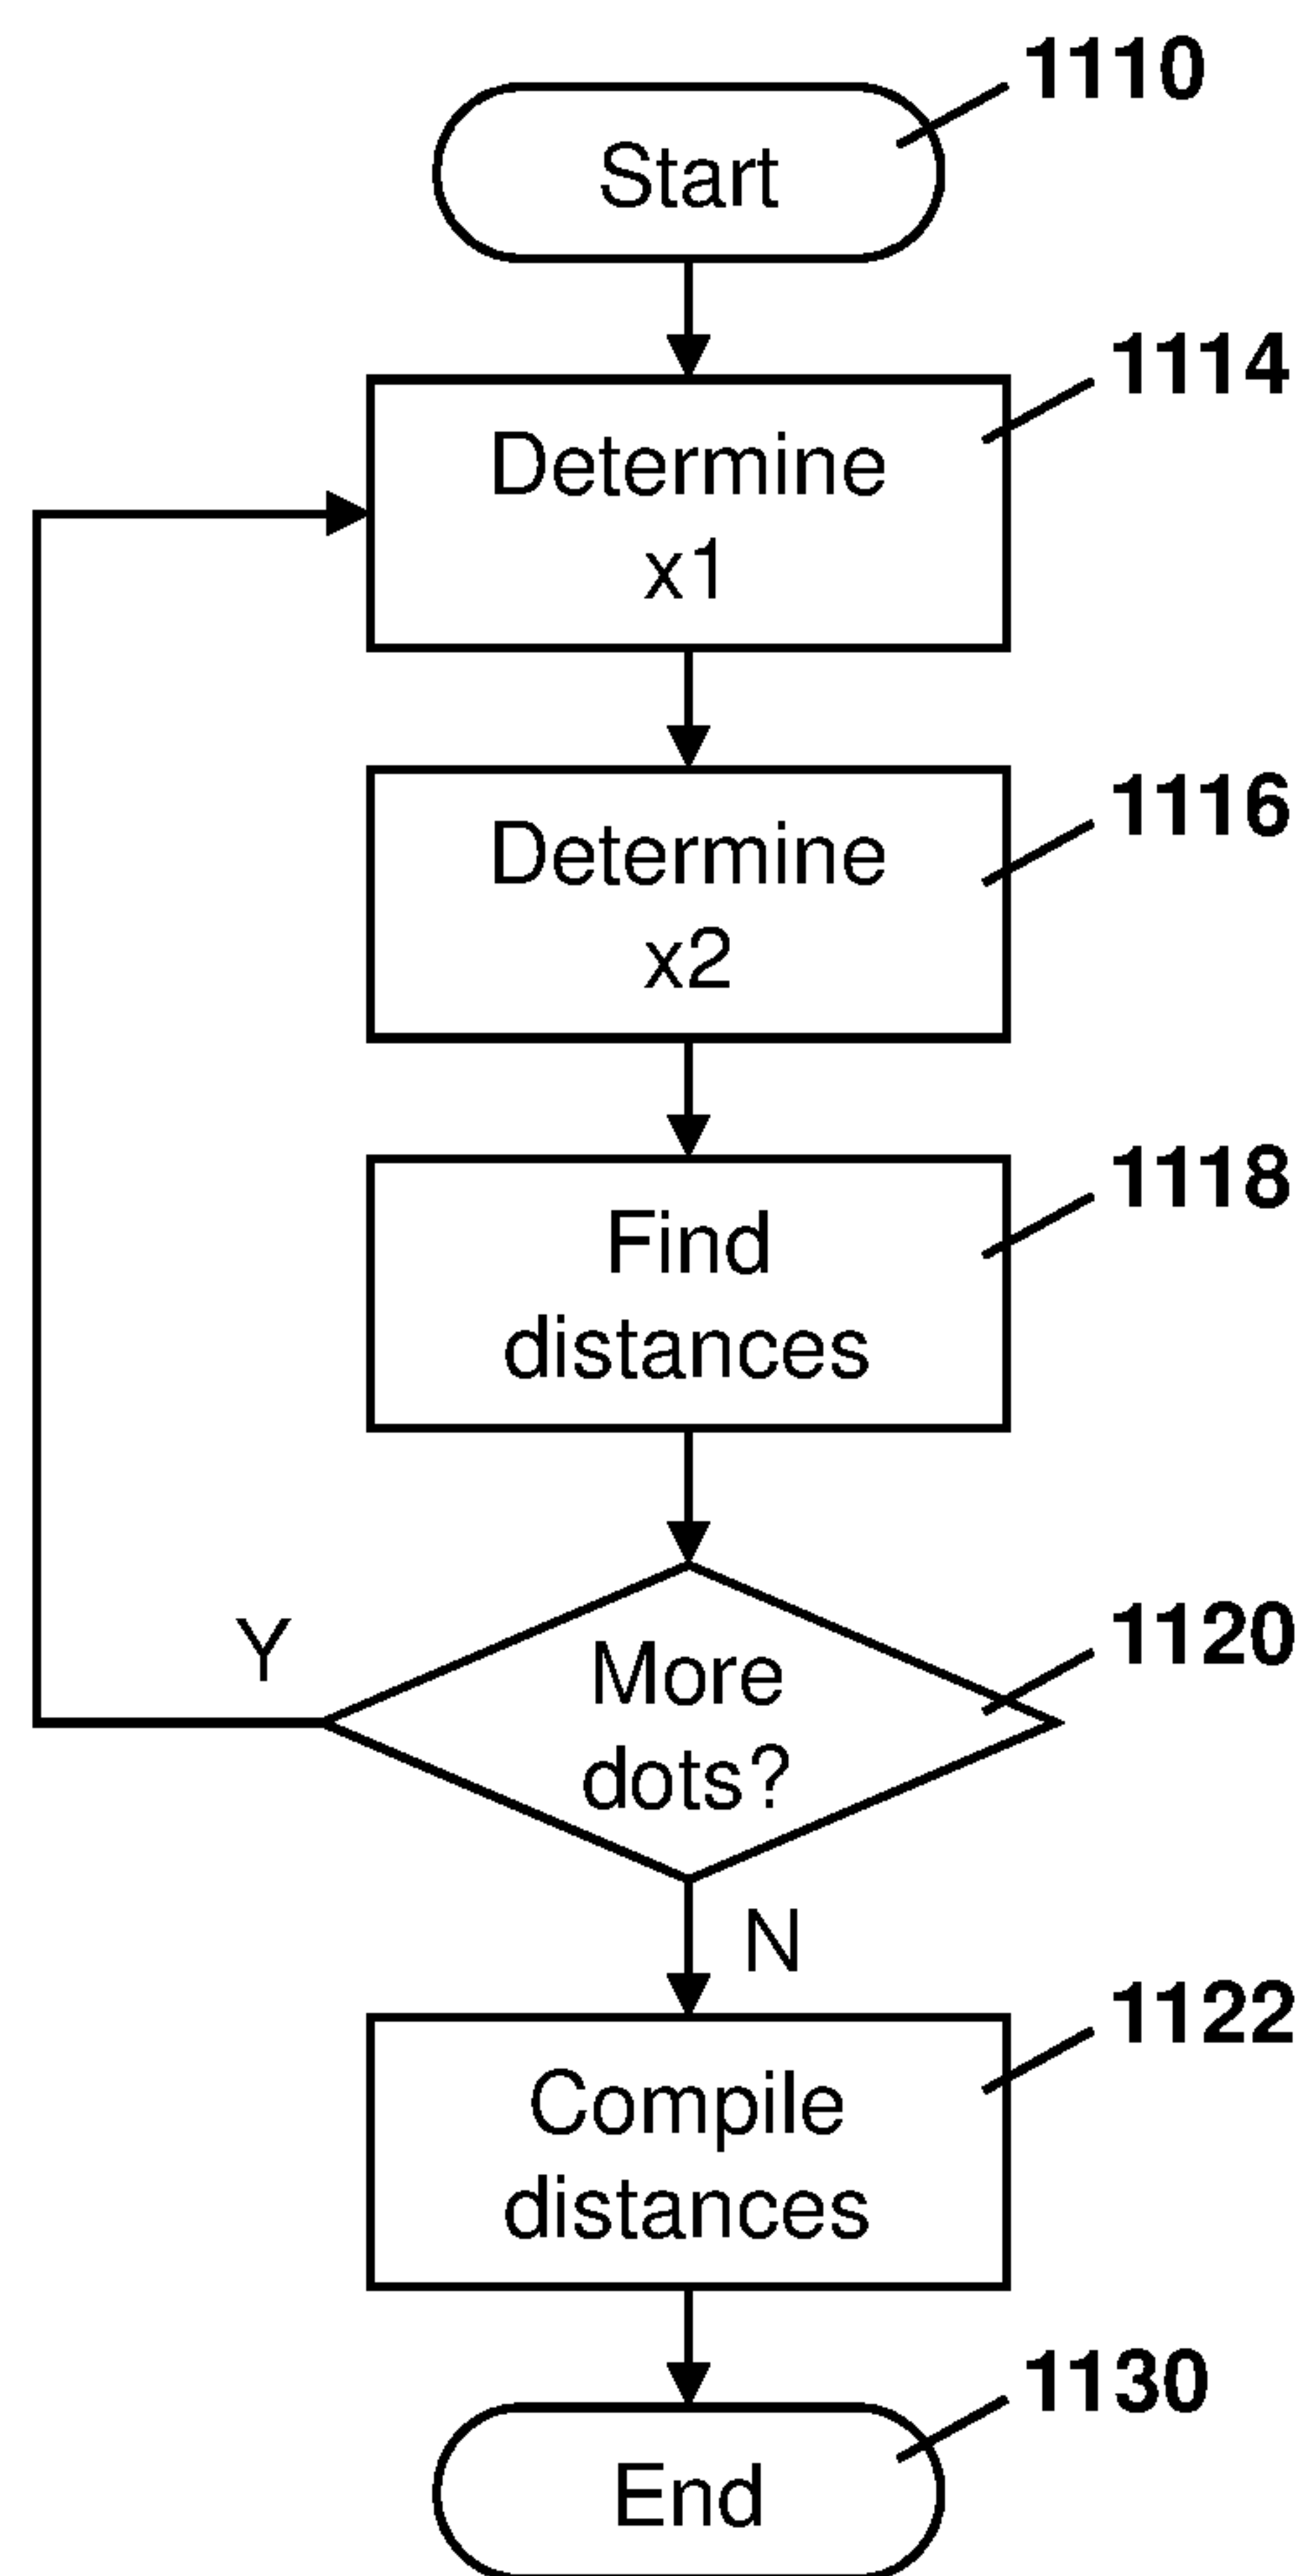 1110
Start
1114
Determine
x1
1116
Determine
x2
1118
Find
distances
1120
Y
More
dots?
N
1122
Compile
distances
1130
End